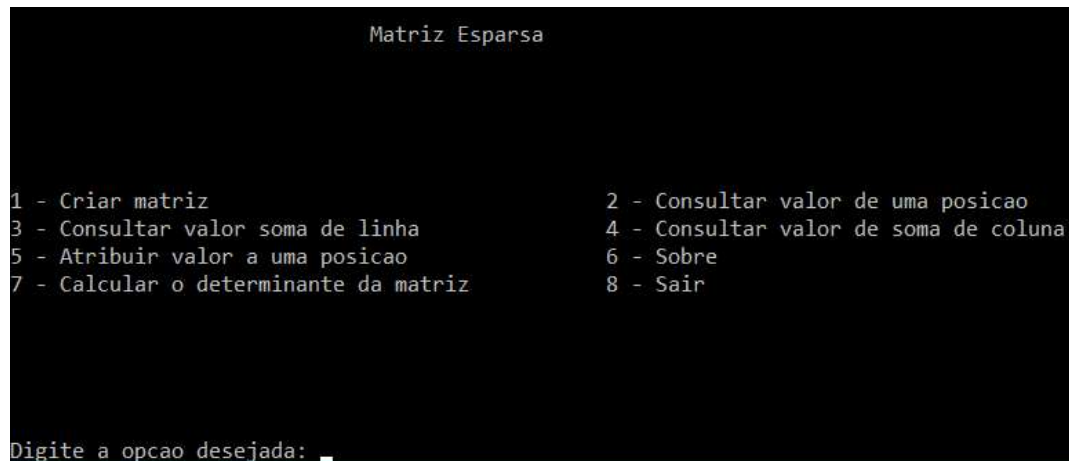 Matriz Esparsa
1 - Criar matriz 2 - Consultar valor de uma posicao
3 - Consultar valor soma de linha 4 - Consultar valor de soma de coluna
5 - Atribuir valor a uma posicao 6 - Sobre
7 - Calcular o determinante da matriz 8 - Sair
Digite a opcao desejada: